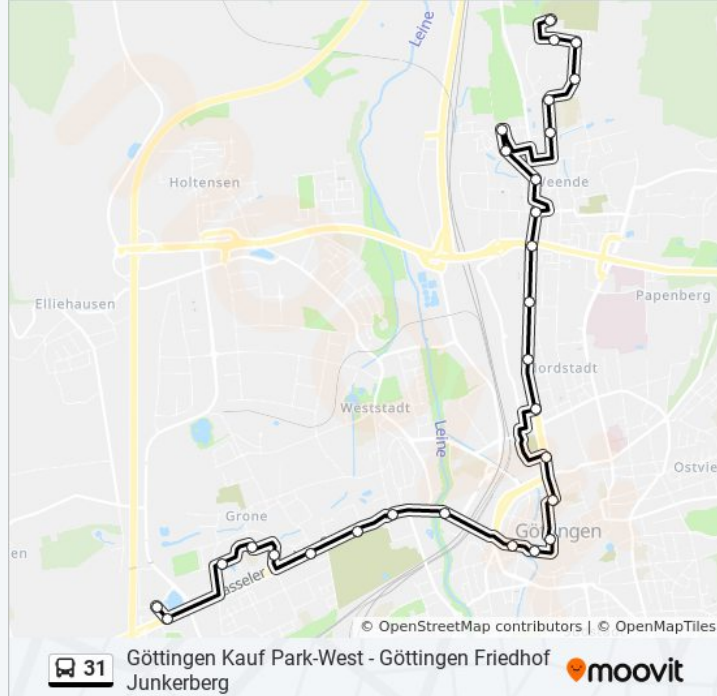 Leine
Holtensen
Weende
Elliehausen
Papenberg
Nordstadt
Weststadt
Leine
Ostvie
Grone
Göttingen
en
asseler
© OpenStreetMap contributors | © OpenMapTiles
31
Göttingen Kauf Park-West - Göttingen Friedhof
Junkerberg
moovit